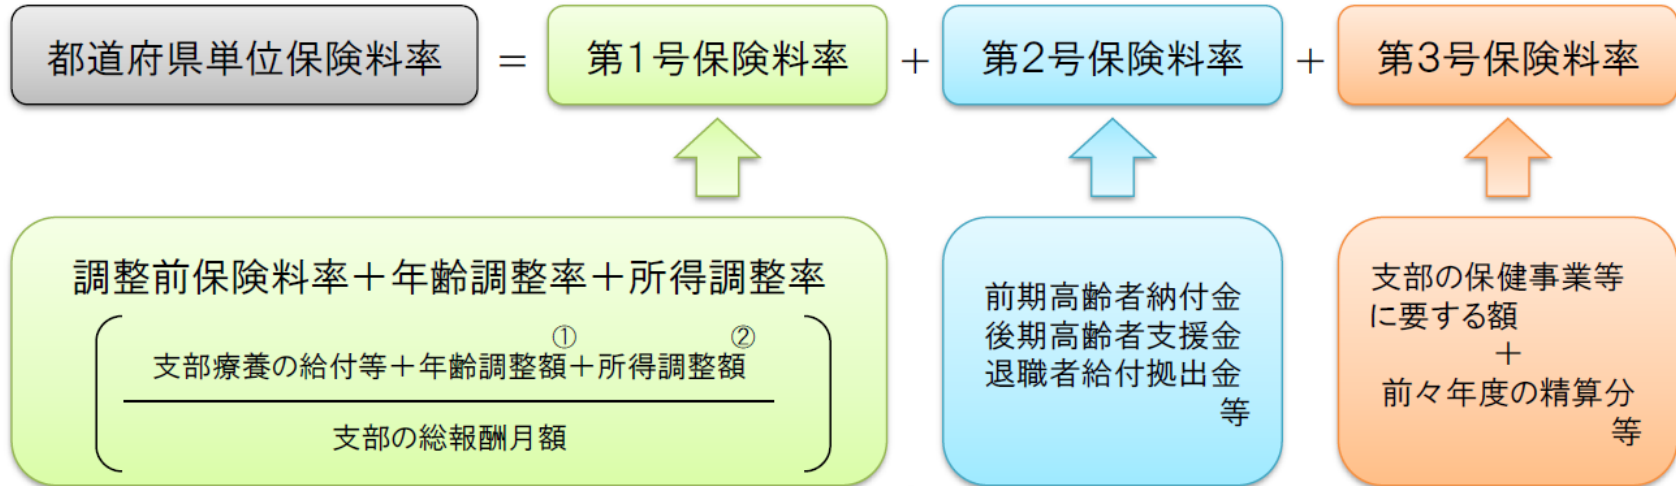 都道府県単位保険料率 = 第1号保険料率 + 第2号保険料率 + 第3号保険料率
調整前保険料率+年齢調整率+所得調整率
① ②
支部療養の給付等+年齢調整額+所得調整額
支部の総報酬月額
前期高齢者納付金
後期高齢者支援金
退職者給付拠出金
等
支部の保健事業等
に要する額
+
前々年度の精算分
等